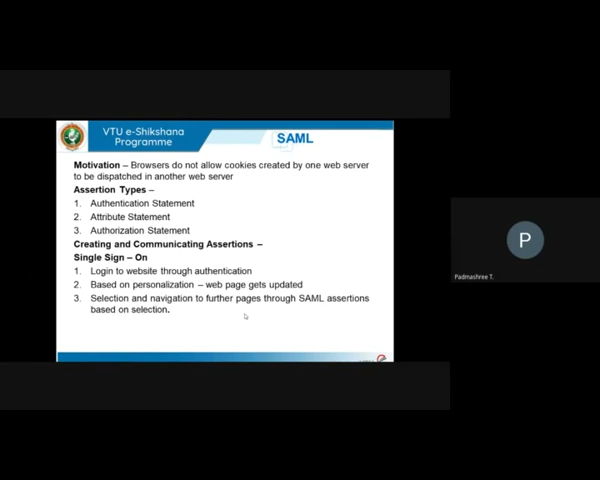 VTU e-Shikshana
Programme
SAML
Motivation – Browsers do not allow cookies created by one web server
to be dispatched in another web server
Assertion Types –
1. Authentication Statement
2. Attribute Statement
3. Authorization Statement
Creating and Communicating Assertions –
Single Sign – On
1. Login to website through authentication
2. Based on personalization – web page gets updated
3. Selection and navigation to further pages through SAML assertions
based on selection.
P
Padmashree T.